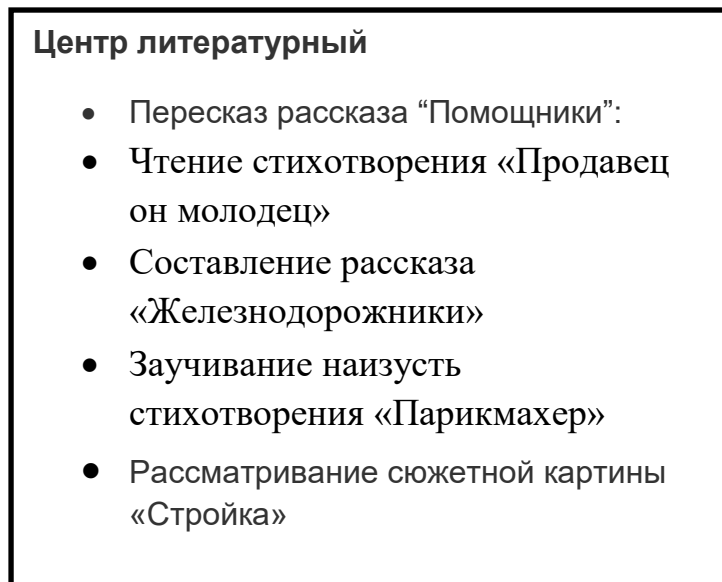 Центр литературный
• Пересказ рассказа “Помощники”:
• Чтение стихотворения «Продавец
он молодец»
• Составление рассказа
«Железнодорожники»
• Заучивание наизусть
стихотворения «Парикмахер»
• Рассматривание сюжетной картины
«Стройка»